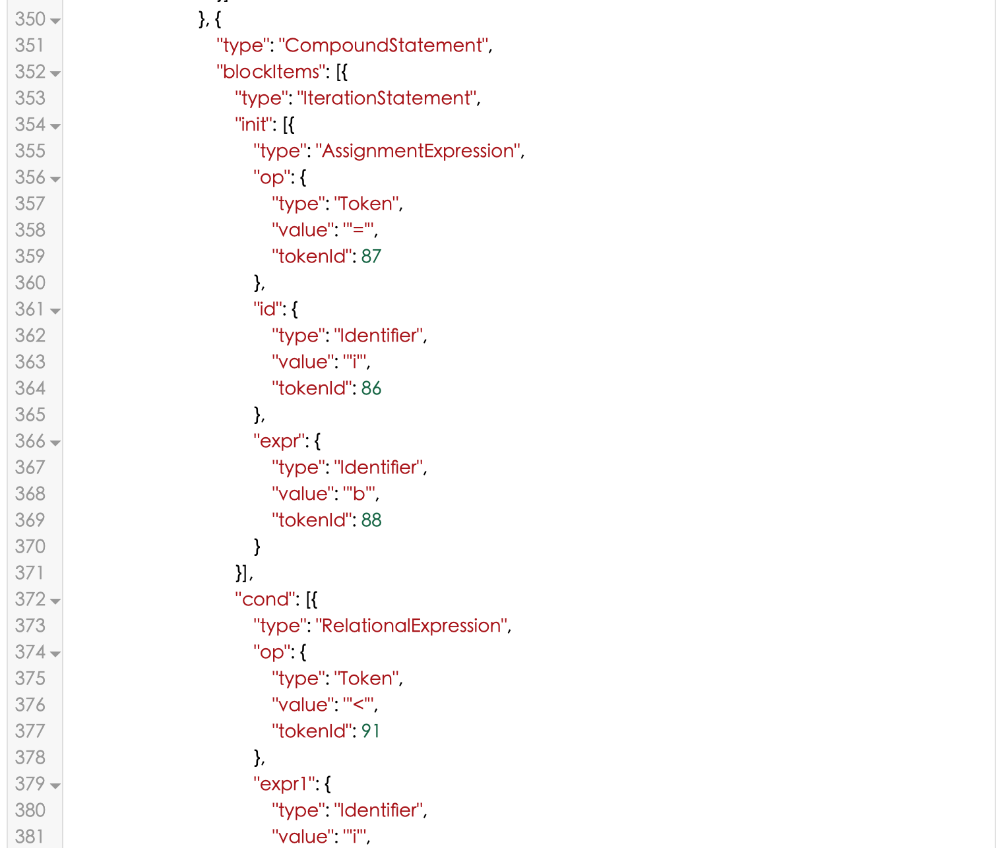 350 }, {
351 "type": "CompoundStatement",
352 "blockItems": [{
353 "type": "IterationStatement",
354 "init": [{
355 "type": "AssignmentExpression",
356 "op": {
357 "type": "Token",
358 "value": "'='",
359 "tokenId": 87
360 },
361 "id": {
362 "type": "Identifier",
363 "value": "'i'",
364 "tokenId": 86
365 },
366 "expr": {
367 "type": "Identifier",
368 "value": "'b'",
369 "tokenId": 88
370 }
371 }],
372 "cond": [{
373 "type": "RelationalExpression",
374 "op": {
375 "type": "Token",
376 "value": "'<'",
377 "tokenId": 91
378 },
379 "expr1": {
380 "type": "Identifier",
381 "value": "'i'",